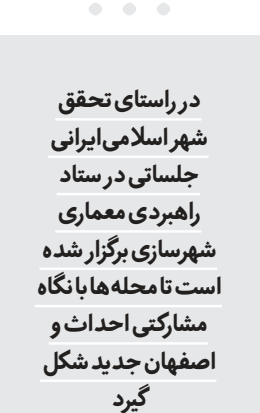 در راستای تحقق
شهر اسلامی ایرانی
جلساتی در ستاد
راهبردی معماری
شهرسازی برگزار شده
است تا محله‌ها با نگاه
مشارکتی احداث و
اصفهان جدید شکل
گیرد